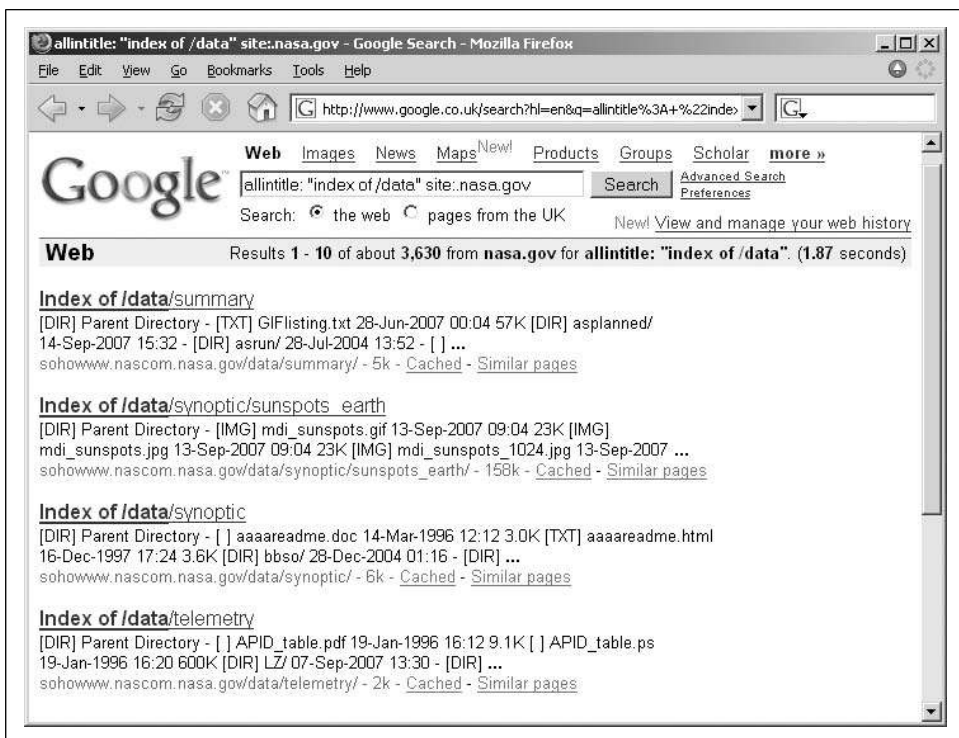 allintitle: "index of /data" site:.nasa.gov - Google Search - Mozilla Firefox
File Edit View Go Bookmarks Tools Help
G http://www.google.co.uk/search?hl=en&q=allintitle%3A+%22inde G
Google™
Web Images News Maps New! Products Groups Scholar more »
allintitle: "index of /data" site:.nasa.gov Search Advanced Search
Preferences
Search: the web pages from the UK New! View and manage your web history
Web Results 1 - 10 of about 3,630 from nasa.gov for allintitle: "index of /data". (1.87 seconds)
Index of /data/summary
[DIR] Parent Directory - [TXT] GIFlisting.txt 28-Jun-2007 00:04 57K [DIR] asplanned/
14-Sep-2007 15:32 - [DIR] asrun/ 28-Jul-2004 13:52 - [ ] ...
sohowww.nascom.nasa.gov/data/summary/ - 5k - Cached - Similar pages
Index of /data/synoptic/sunspots_earth
[DIR] Parent Directory - [IMG] mdi_sunspots.gif 13-Sep-2007 09:04 23K [IMG]
mdi_sunspots.jpg 13-Sep-2007 09:04 23K [IMG] mdi_sunspots_1024.jpg 13-Sep-2007 ...
sohowww.nascom.nasa.gov/data/synoptic/sunspots_earth/ - 158k - Cached - Similar pages
Index of /data/synoptic
[DIR] Parent Directory - [ ] aaaareadme.doc 14-Mar-1996 12:12 3.0K [TXT] aaaareadme.html
16-Dec-1997 17:24 3.6K [DIR] bbso/ 28-Dec-2004 01:16 - [DIR] ...
sohowww.nascom.nasa.gov/data/synoptic/ - 6k - Cached - Similar pages
Index of /data/telemetry
[DIR] Parent Directory - [ ] APID_table.pdf 19-Jan-1996 16:12 9.1K [ ] APID_table.ps
19-Jan-1996 16:20 600K [DIR] LZ/ 07-Sep-2007 13:30 - [DIR] ...
sohowww.nascom.nasa.gov/data/telemetry/ - 2k - Cached - Similar pages